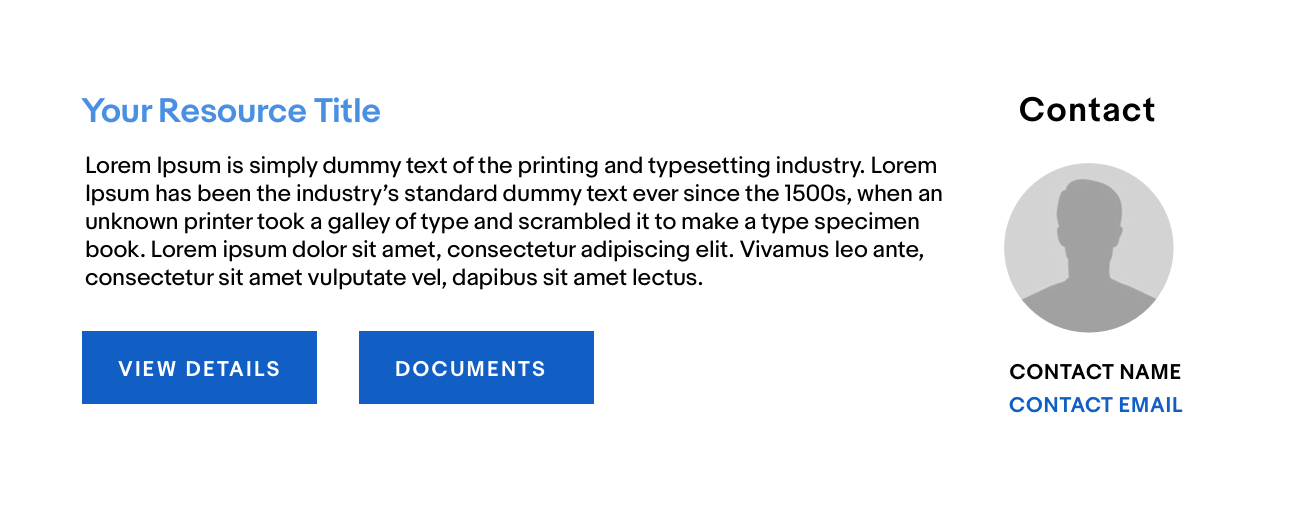 Your Resource Title
Lorem Ipsum is simply dummy text of the printing and typesetting industry. Lorem
Ipsum has been the industry’s standard dummy text ever since the 1500s, when an
unknown printer took a galley of type and scrambled it to make a type specimen
book. Lorem ipsum dolor sit amet, consectetur adipiscing elit. Vivamus leo ante,
consectetur sit amet vulputate vel, dapibus sit amet lectus.
VIEW DETAILS
DOCUMENTS
Contact
CONTACT NAME
CONTACT EMAIL